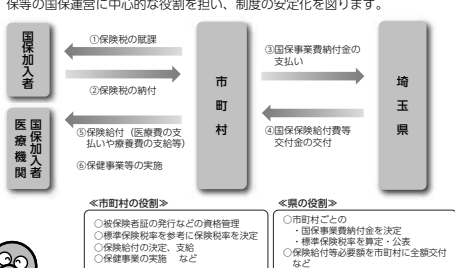 保等の国保運営に中心的な役割を担い、制度の安定化を図ります。
国保加入者
①保険税の賦課
②保険税の納付
国保加入者
医療機関
⑤保険給付（医療費の支
払いや療養費の支給等）
⑥保健事業等の実施
市町村
③国保事業費納付金の
支払い
④国保保険給付費等
交付金の交付
埼玉県
≪市町村の役割≫
○被保険者証の発行などの資格管理
○標準保険税率を参考に保険税率を決定
○保険給付の決定、支給
○保健事業の実施　など
≪県の役割≫
○市町村ごとの
・国保事業費納付金を決定
・標準保険税率を算定・公表
○保険給付等必要額を市町村に全額交付
など